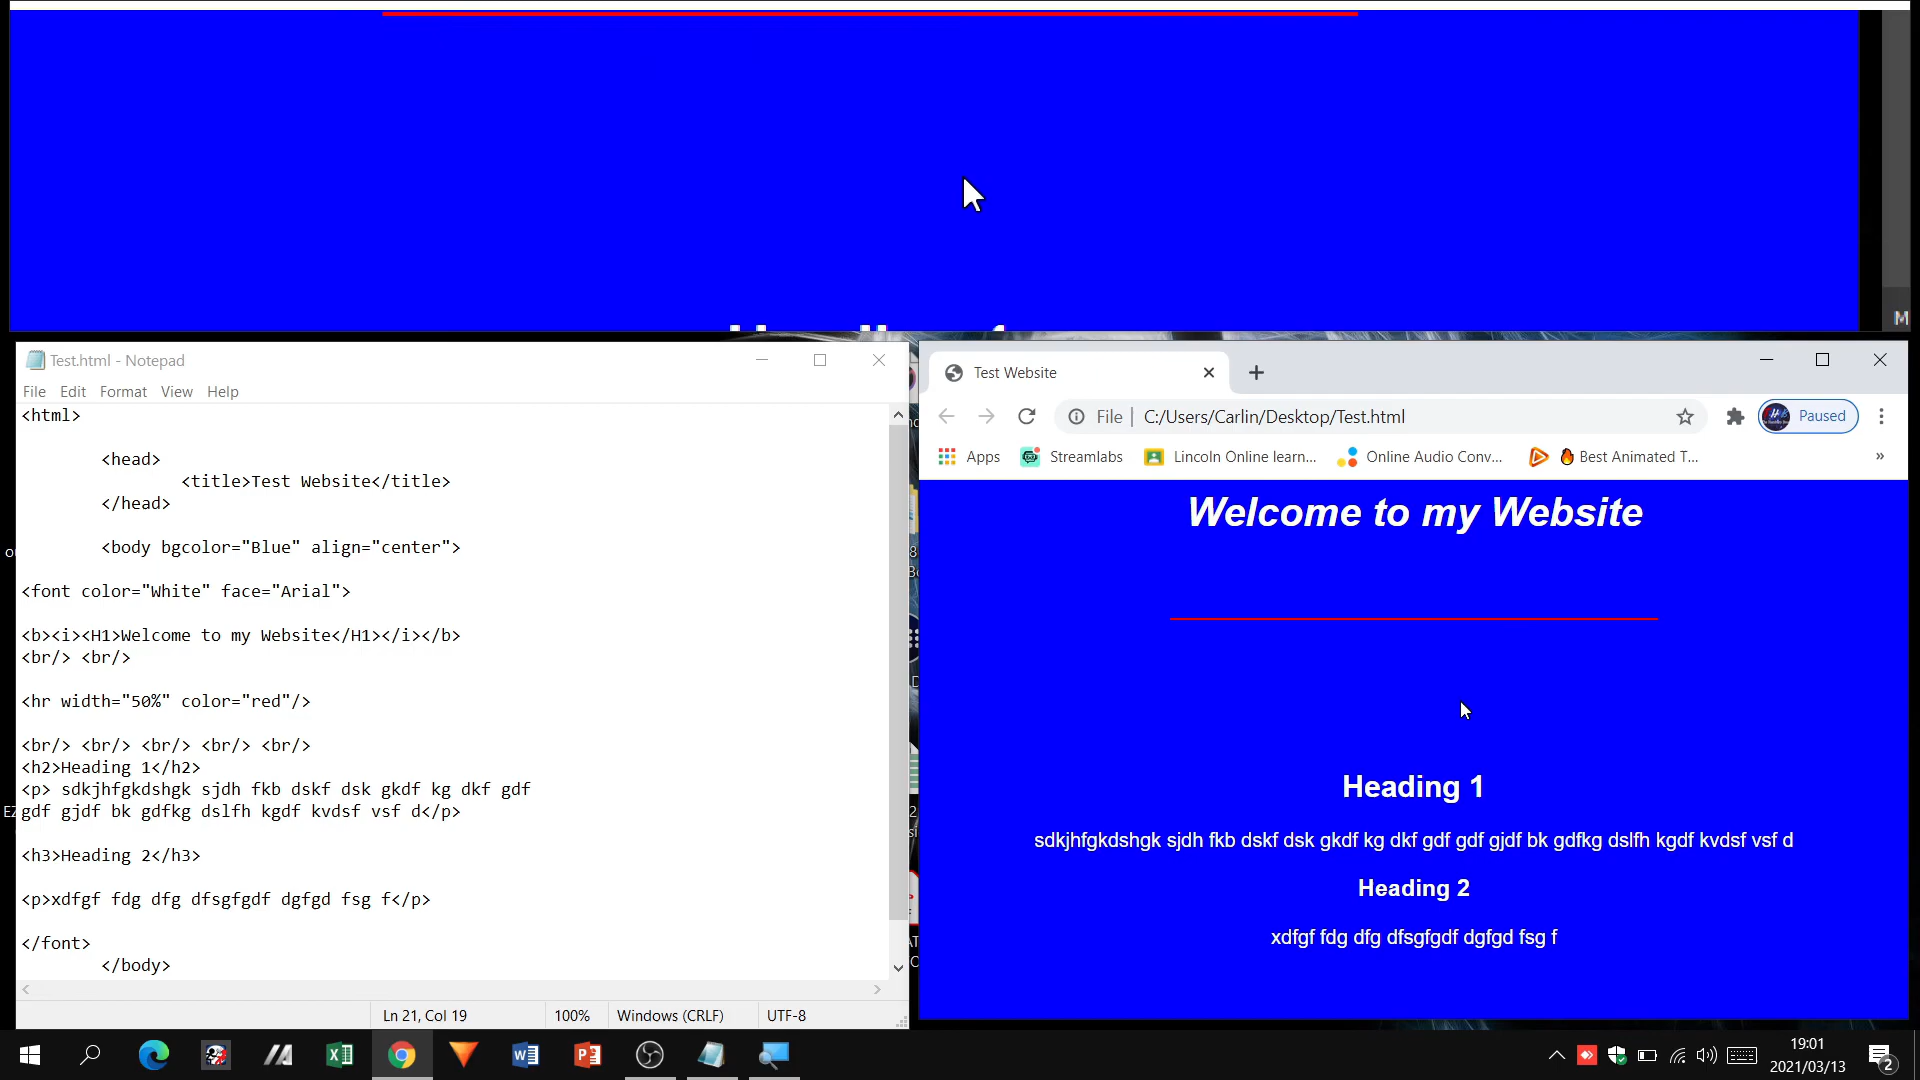 M
Test.html - Notepad
File Edit Format View Help
<html>
<head>
<title>Test Website</title>
</head>
<body bgcolor="Blue" align="center">
<font color="White" face="Arial">
<b><i><H1>Welcome to my Website</H1></i></b>
<br/> <br/>
<hr width="50%" color="red"/>
<br/> <br/> <br/> <br/> <br/>
<h2>Heading 1</h2>
<p> sdkjhfgkdshgk sjdh fkb dskf dsk gkdf kg dkf gdf
gdf gjdf bk gdfkg dslfh kgdf kvdsf vsf d</p>
<h3>Heading 2</h3>
<p>xdfgf fdg dfg dfsgfgdf dgfgd fsg f</p>
</font>
</body>
Ln 21, Col 19 100% Windows (CRLF) UTF-8
Test Website
File C:/Users/Carlin/Desktop/Test.html Paused
Apps Streamlabs Lincoln Online learn... Online Audio Conv... Best Animated T... »
Welcome to my Website
Heading 1
sdkjhfgkdshgk sjdh fkb dskf dsk gkdf kg dkf gdf gdf gjdf bk gdfkg dslfh kgdf kvdsf vsf d
Heading 2
xdfgf fdg dfg dfsgfgdf dgfgd fsg f
19:01
2021/03/13
2